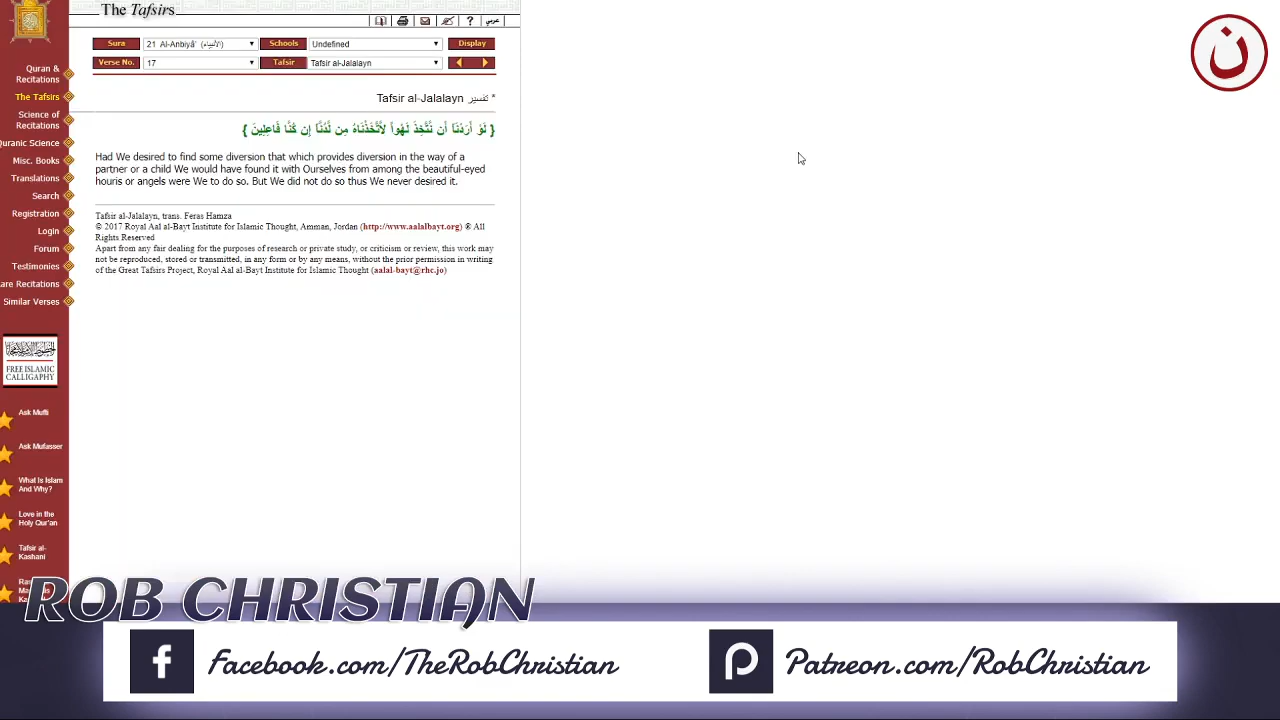 The Tafsirs
?
عربي
Sura
21 Al-Anbiyâ' (الأنبياء)
Schools
Undefined
Display
Verse No.
17
Tafsir
Tafsir al-Jalalayn
Quran &
Recitations
The Tafsirs
Science of
Recitations
Quranic Science
Misc. Books
Translations
Search
Registration
Login
Forum
Testimonies
are Recitations
Similar Verses
FREE ISLAMIC
CALLIGAPHY
Ask Mufti
Ask Mufasser
What Is Islam
And Why?
Love in the
Holy Qur'an
Tafsir al-
Kashani
* تفسير Tafsir al-Jalalayn
{ لَوْ أَرَدْنَآ أَن نَّتَّخِذَ لَهْواً لاَّتَّخَذْنَاهُ مِن لَّدُنَّآ إِن كُنَّا فَاعِلِينَ }
Had We desired to find some diversion that which provides diversion in the way of a
partner or a child We would have found it with Ourselves from among the beautiful-eyed
houris or angels were We to do so. But We did not do so thus We never desired it.
Tafsir al-Jalalayn, trans. Feras Hamza
© 2017 Royal Aal al-Bayt Institute for Islamic Thought, Amman, Jordan (http://www.aalalbayt.org) ® All
Rights Reserved
Apart from any fair dealing for the purposes of research or private study, or criticism or review, this work may
not be reproduced, stored or transmitted, in any form or by any means, without the prior permission in writing
of the Great Tafsirs Project, Royal Aal al-Bayt Institute for Islamic Thought (aalal-bayt@rhc.jo)
ن
ROB CHRISTIAN
Facebook.com/TheRobChristian
Patreon.com/RobChristian